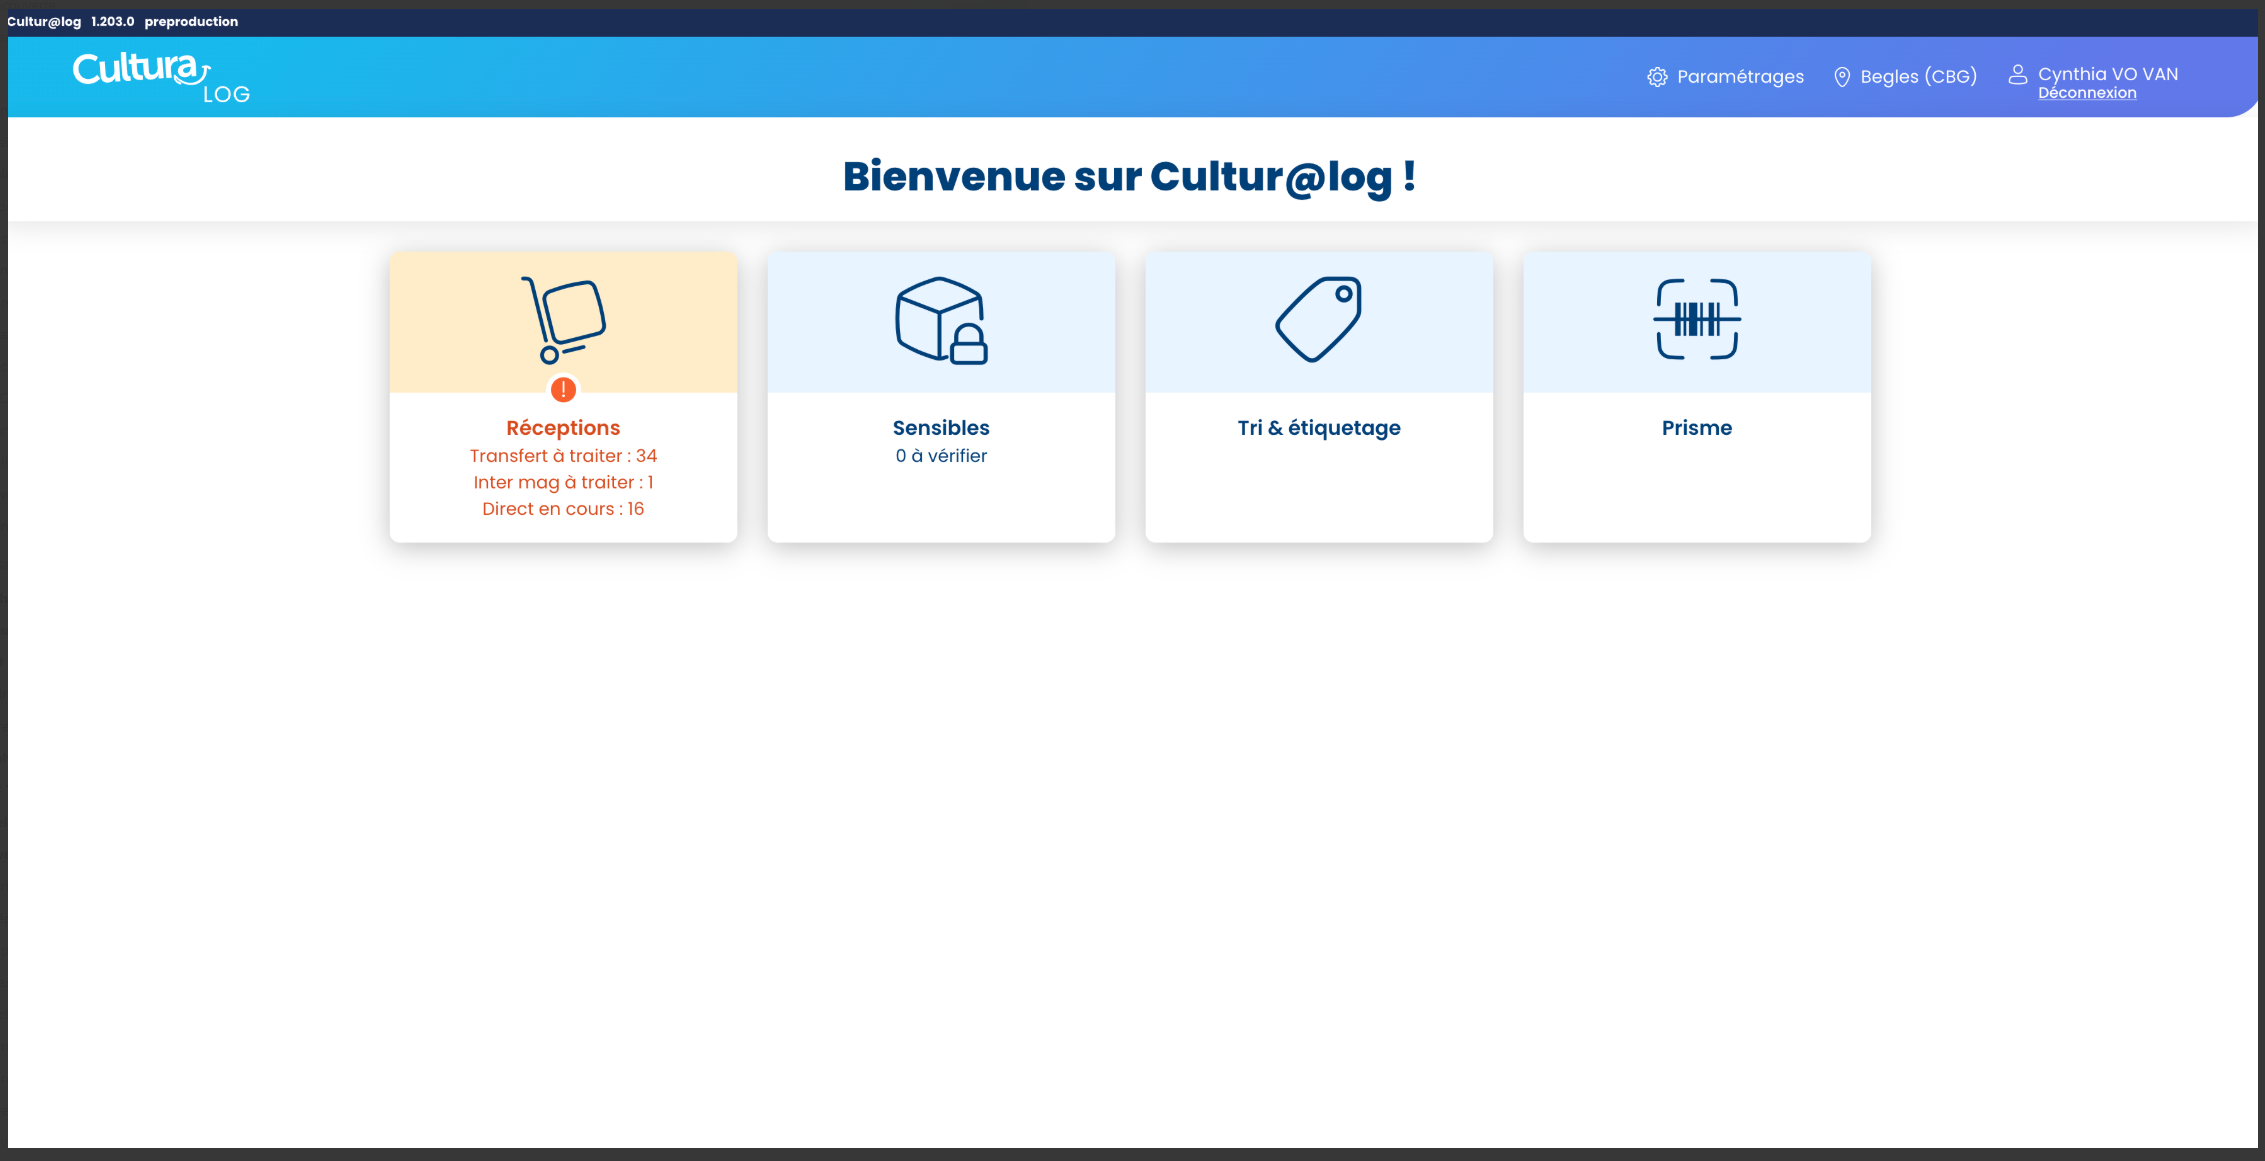 Cultur@log 1.203.0 preproduction
Cultura
LOG
Paramétrages
Begles (CBG)
Cynthia VO VAN
Déconnexion
Bienvenue sur Cultur@log !
Réceptions
Transfert à traiter : 34
Inter mag à traiter : 1
Direct en cours : 16
Sensibles
0 à vérifier
Tri & étiquetage
Prisme